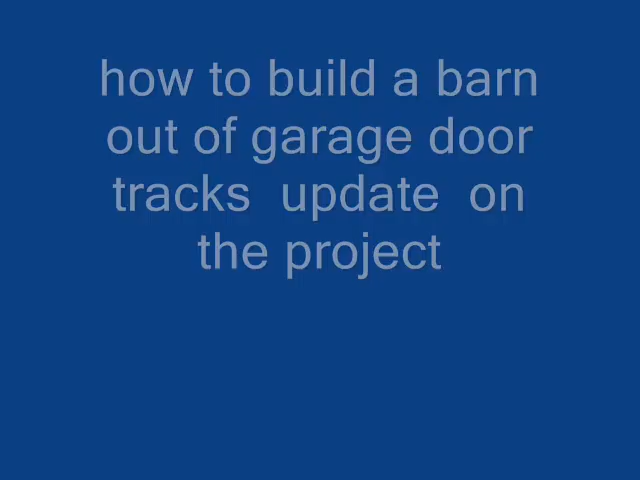 how to build a barn
out of garage door
tracks  update  on
the project